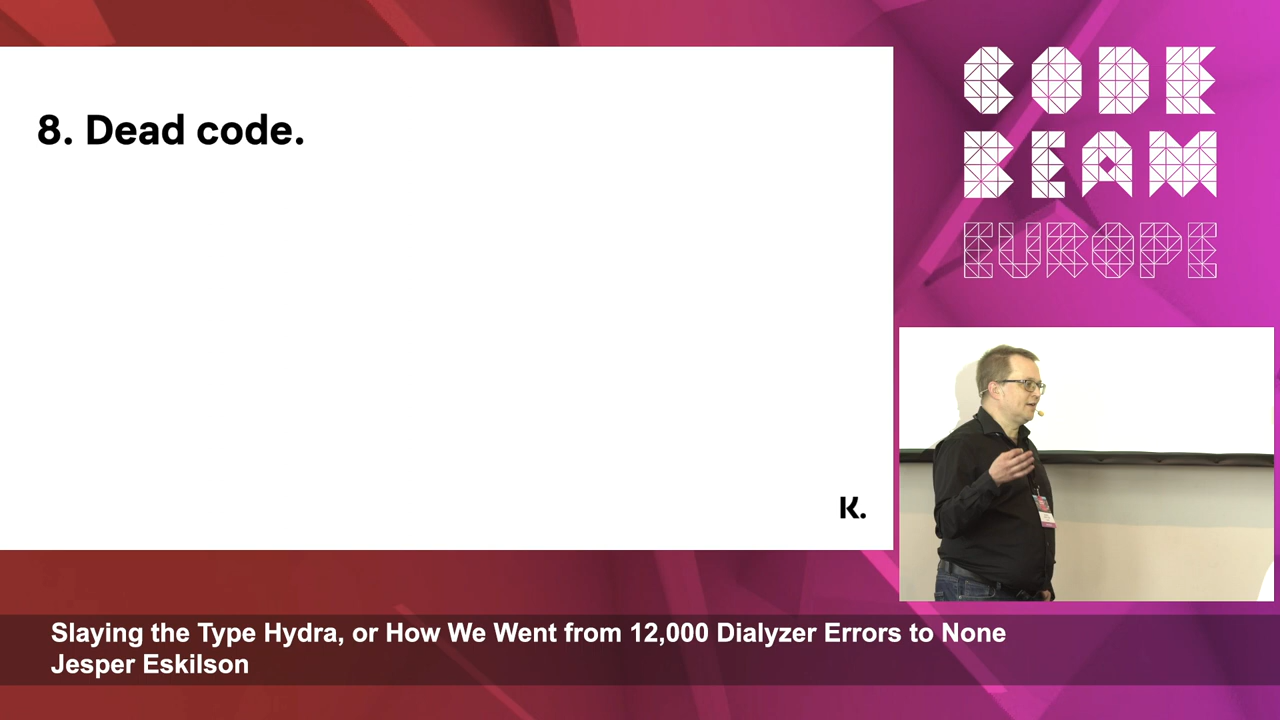 8. Dead code.
K.
CODE
BEAM
EUROPE
Slaying the Type Hydra, or How We Went from 12,000 Dialyzer Errors to None
Jesper Eskilson